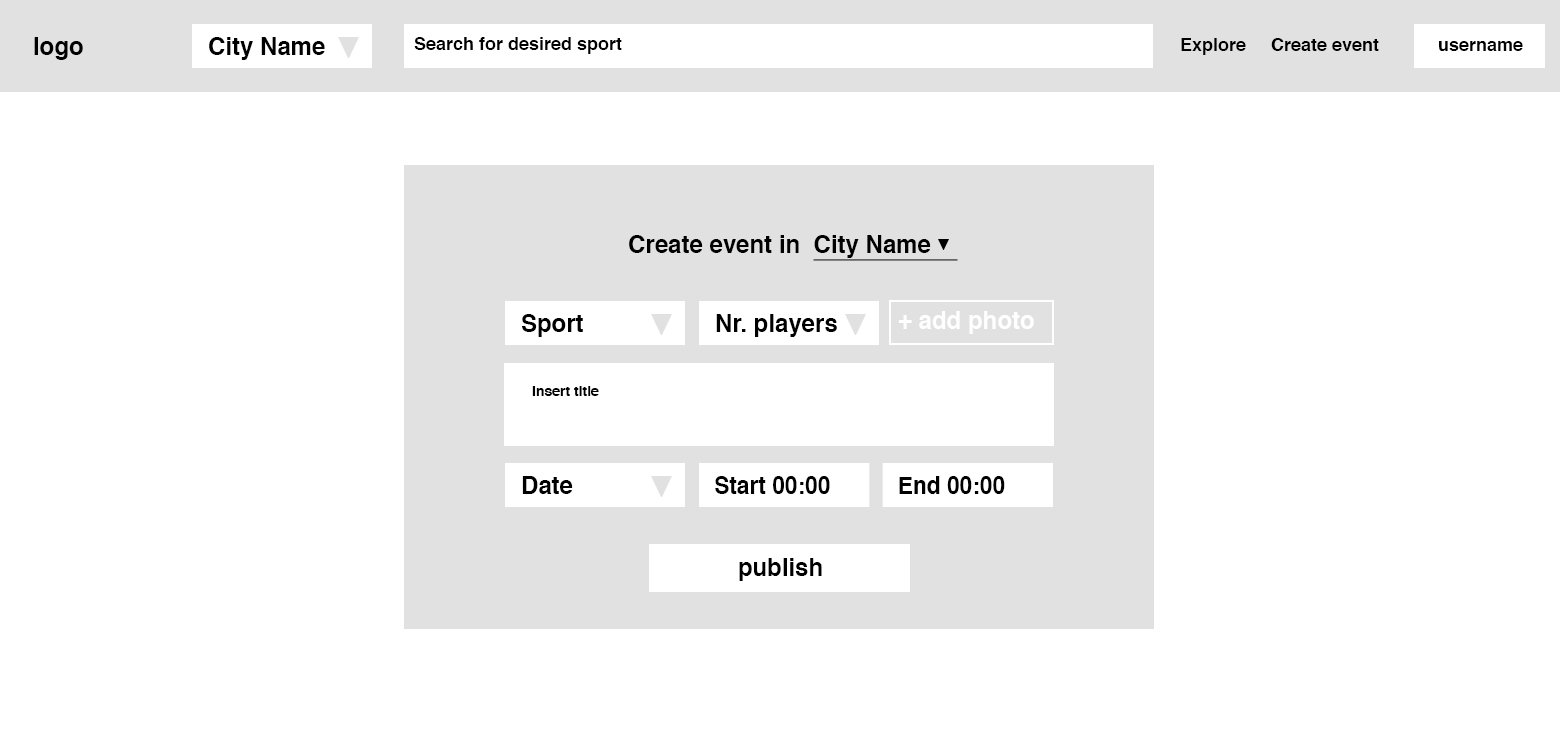 logo
City Name
Search for desired sport
Explore
Create event
username
Create event in City Name
Sport
Nr. players
+ add photo
Insert title
Date
Start 00:00
End 00:00
publish